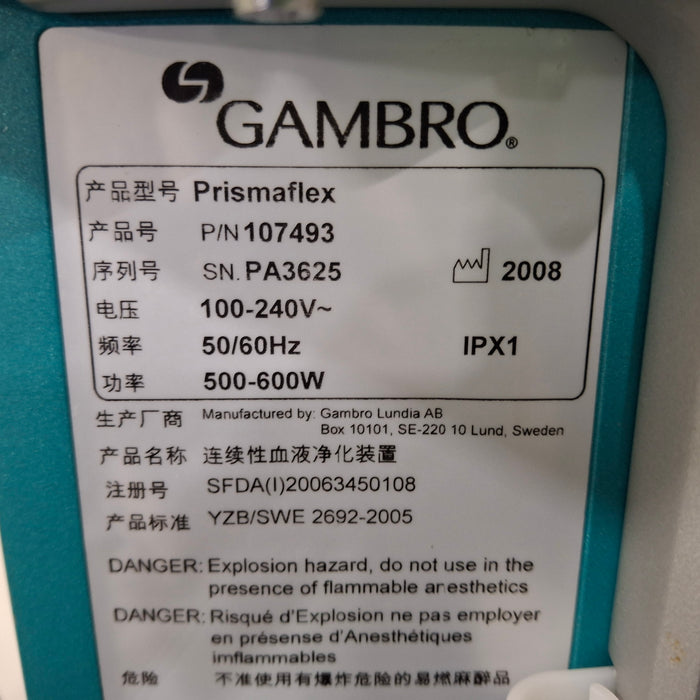 GAMBRO®
产品型号 Prismaflex
产品号 P/N 107493
序列号 SN. PA3625 2008
电压 100-240V~
频率 50/60Hz IPX1
功率 500-600W
生产厂商 Manufactured by: Gambro Lundia AB
Box 10101, SE-220 10 Lund, Sweden
产品名称 连续性血液净化装置
注册号 SFDA(I)20063450108
产品标准 YZB/SWE 2692-2005
DANGER: Explosion hazard, do not use in the
presence of flammable anesthetics
DANGER: Risqué d'Explosion ne pas employer
en présense d'Anesthétiques
imflammables
危险 不准使用有爆炸危险的易燃麻醉品